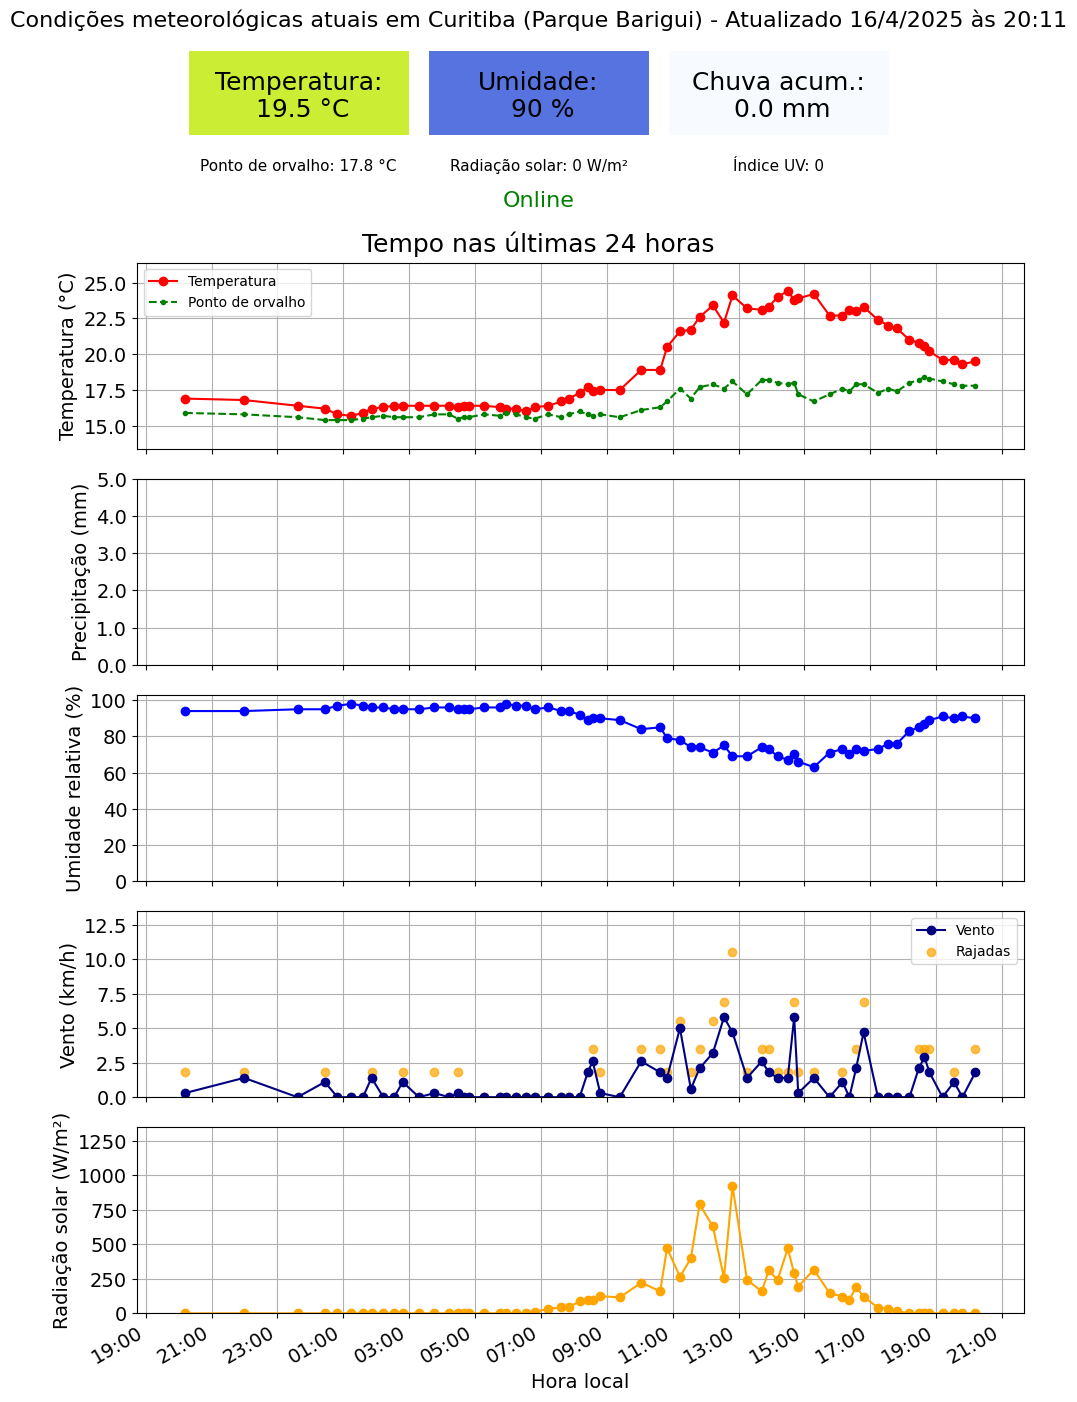 Condições meteorológicas atuais em Curitiba (Parque Barigui) - Atualizado 16/4/2025 às 20:11
Temperatura:
19.5 °C
Umidade:
90 %
Chuva acum.:
0.0 mm
Ponto de orvalho: 17.8 °C
Radiação solar: 0 W/m²
Índice UV: 0
Online
Tempo nas últimas 24 horas
Temperatura (°C)
25.0
22.5
20.0
17.5
15.0
Temperatura
Ponto de orvalho
Precipitação (mm)
5.0
4.0
3.0
2.0
1.0
0.0
Umidade relativa (%)
100
80
60
40
20
0
Vento (km/h)
12.5
10.0
7.5
5.0
2.5
0.0
Vento
Rajadas
Radiação solar (W/m²)
1250
1000
750
500
250
0
19:00
21:00
23:00
01:00
03:00
05:00
07:00
09:00
11:00
13:00
15:00
17:00
19:00
21:00
Hora local